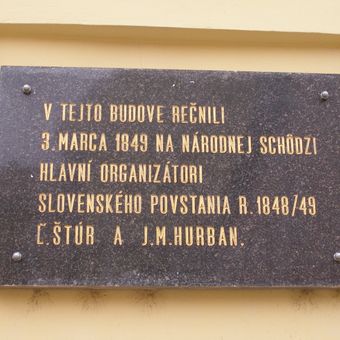 V TEJTO BUDOVE REČNILI
3. MARCA 1849 NA NÁRODNEJ SCHÔDZI
HLAVNÍ ORGANIZÁTORI
SLOVENSKÉHO POVSTANIA R. 1848/49
Ľ. ŠTÚR A J.M. HURBAN.